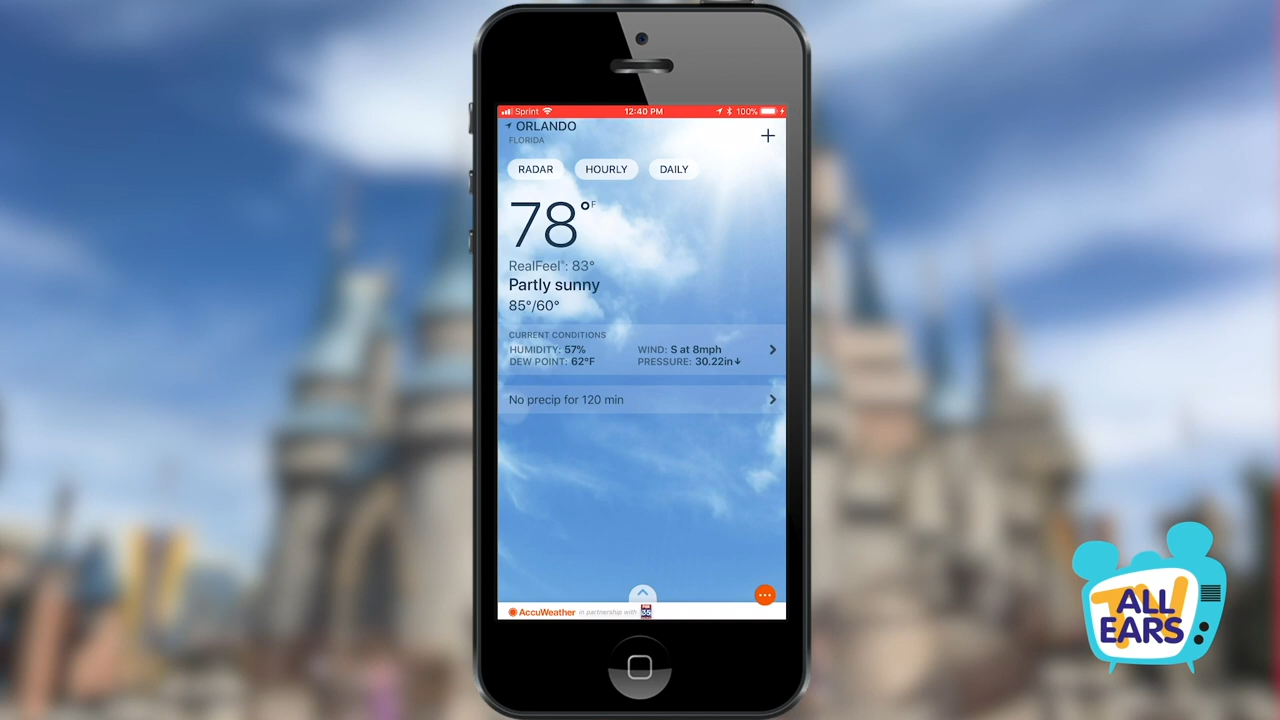 Sprint 12:40 PM 100%
ORLANDO
FLORIDA
+
RADAR HOURLY DAILY
78°F
RealFeel®: 83°
Partly sunny
85°/60°
CURRENT CONDITIONS
HUMIDITY: 57% WIND: S at 8mph
DEW POINT: 62°F PRESSURE: 30.22in↓
No precip for 120 min
AccuWeather in partnership with
35
TV
ALL
EARS